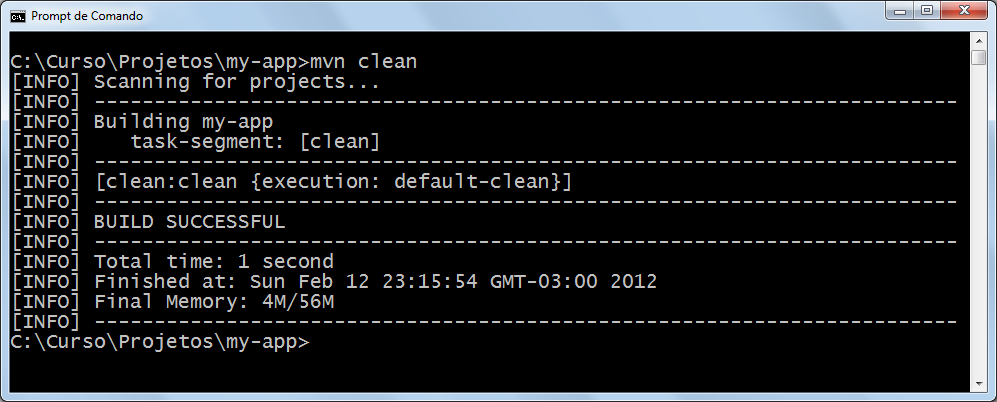 Prompt de Comando
C:\Curso\Projetos\my-app>mvn clean
[INFO] Scanning for projects...
[INFO] ------------------------------------------------------------------------
[INFO] Building my-app
[INFO]    task-segment: [clean]
[INFO] ------------------------------------------------------------------------
[INFO] [clean:clean {execution: default-clean}]
[INFO] ------------------------------------------------------------------------
[INFO] BUILD SUCCESSFUL
[INFO] ------------------------------------------------------------------------
[INFO] Total time: 1 second
[INFO] Finished at: Sun Feb 12 23:15:54 GMT-03:00 2012
[INFO] Final Memory: 4M/56M
[INFO] ------------------------------------------------------------------------
C:\Curso\Projetos\my-app>